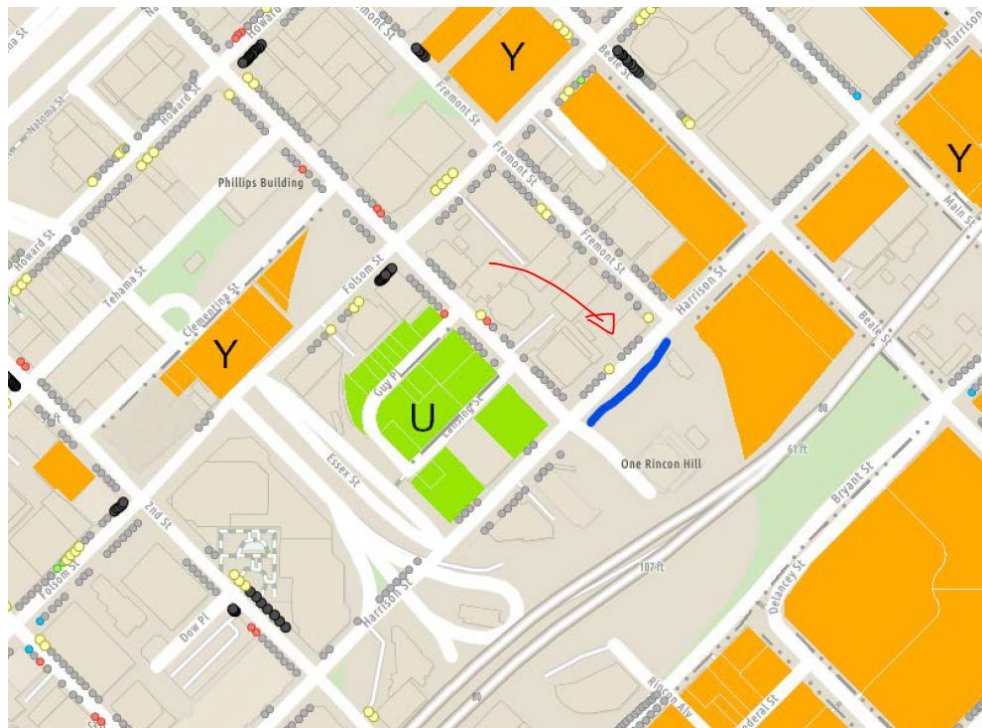 Howard
Harrison St
Beale St
Y
Natoma St
Howard St
Fremont St
Y
Fremont St
Main St
Phillips Building
Howard St
Tehama St
Folsom St
Fremont St
Harrison St
Clementina St
Beale St
Y
Guy Pl
80
U
Lansing St
61 ft
Essex St
One Rincon Hill
Bryant St
2nd St
107 ft
Folsom St
Harrison St
Delancey St
Dow Pl
80
Rincon Aly